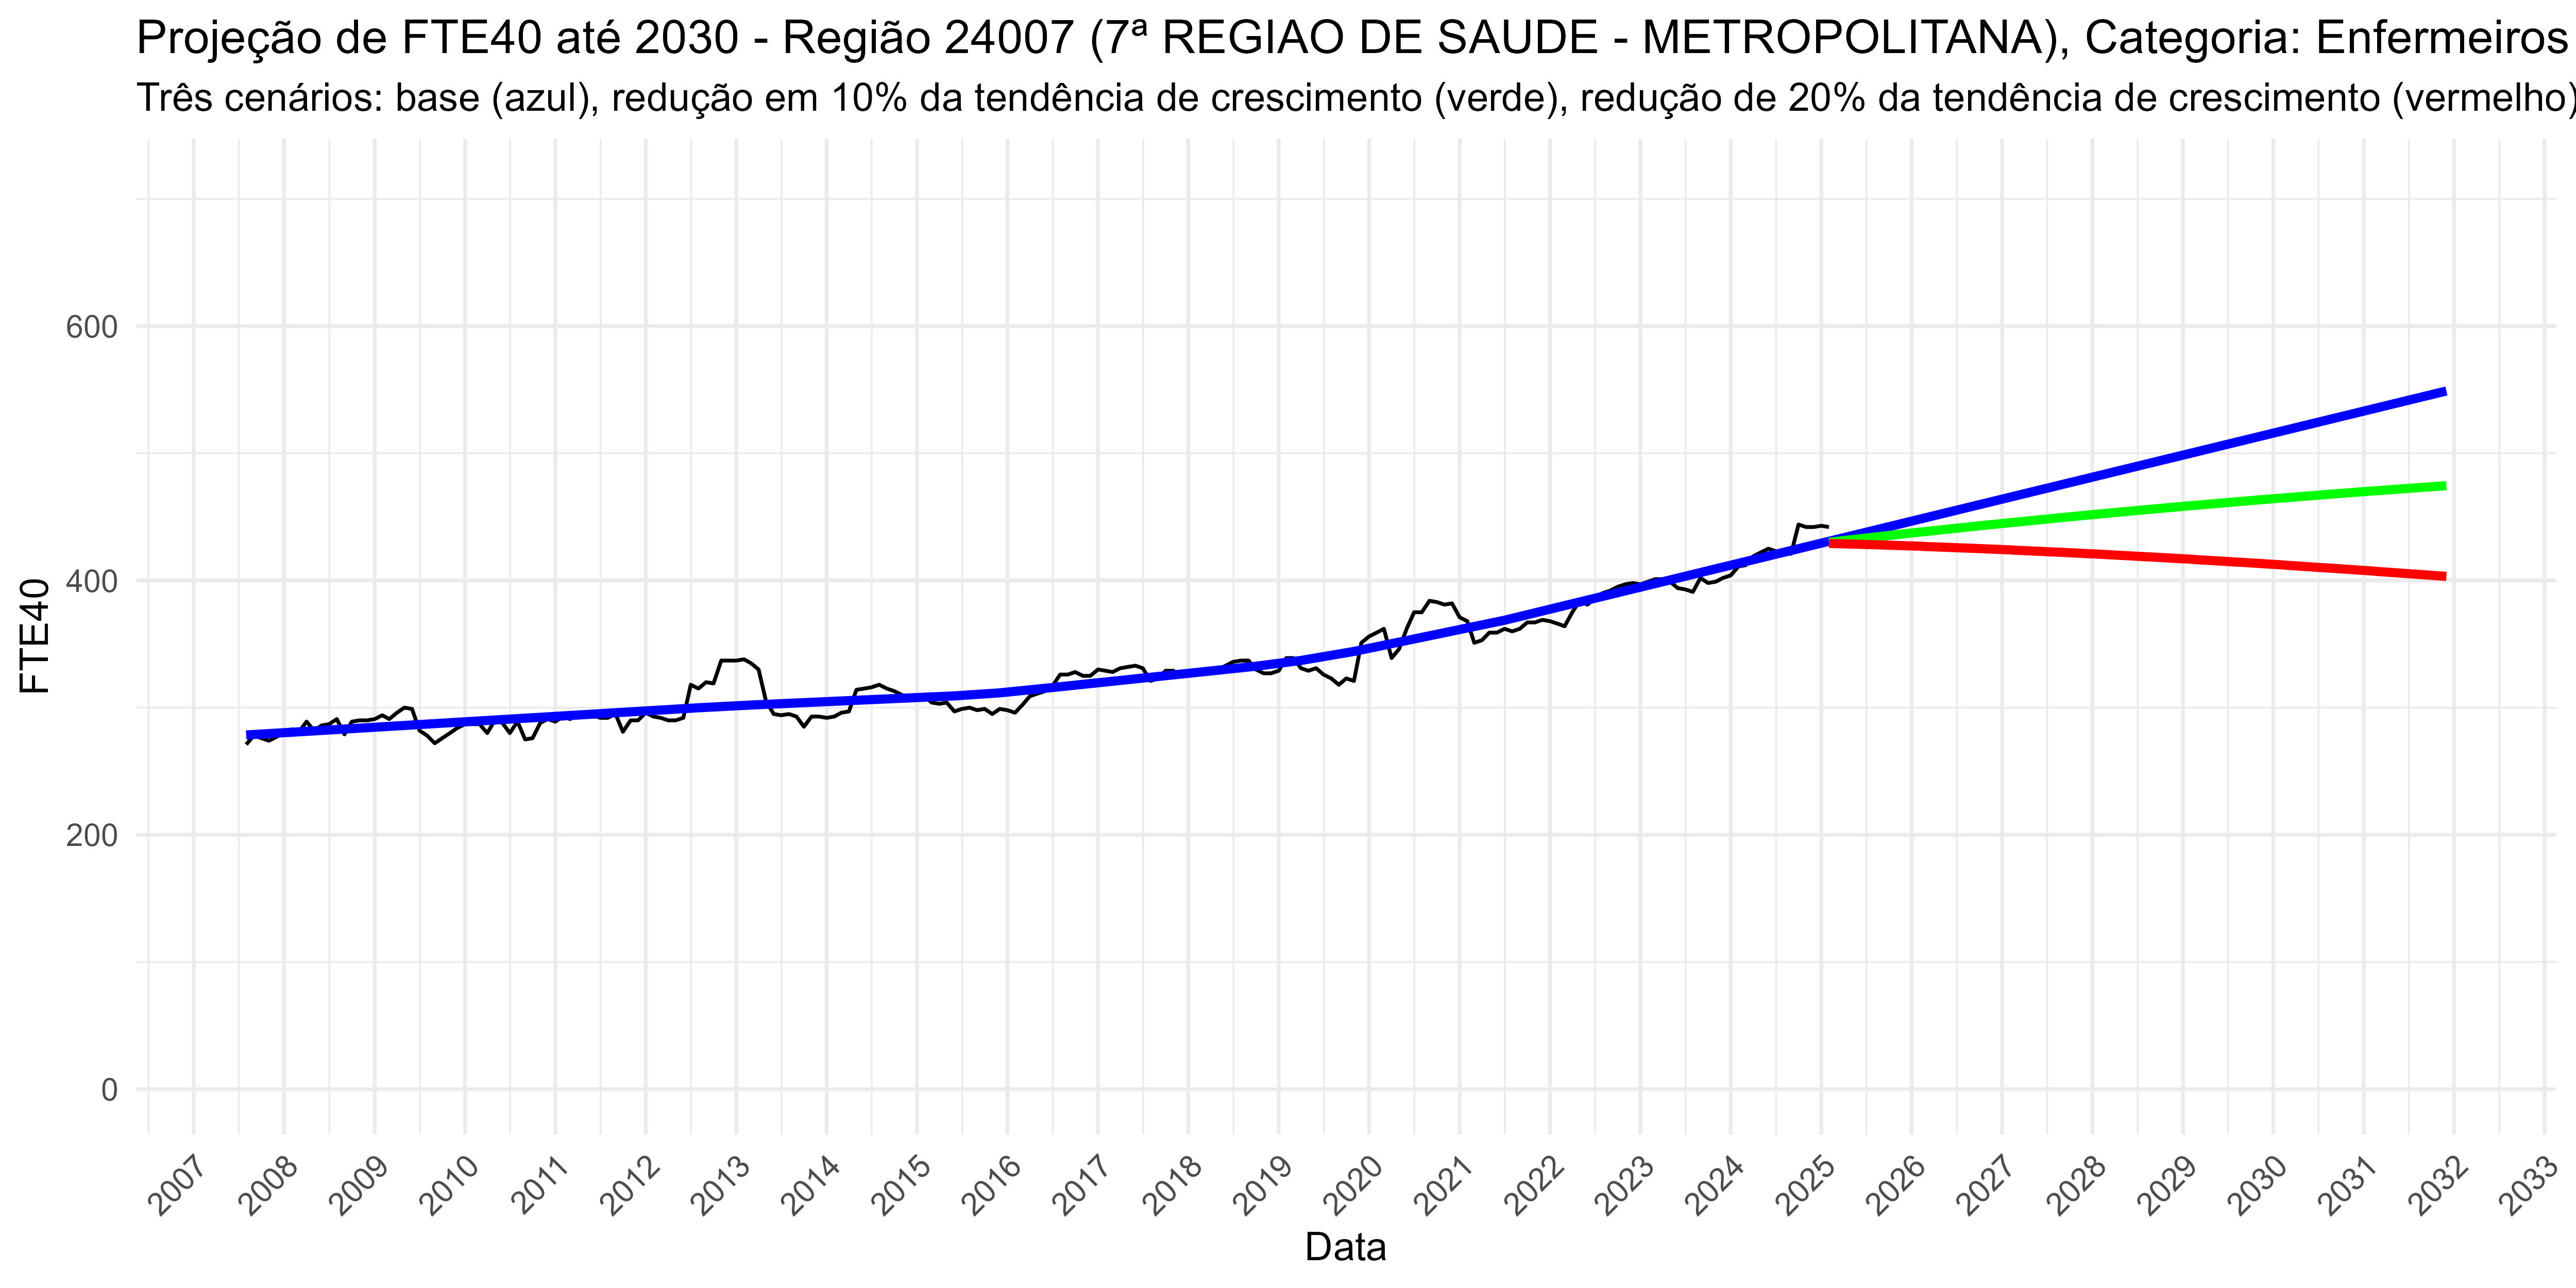 Projeção de FTE40 até 2030 - Região 24007 (7ª REGIAO DE SAUDE - METROPOLITANA), Categoria: Enfermeiros
Três cenários: base (azul), redução em 10% da tendência de crescimento (verde), redução de 20% da tendência de crescimento (vermelho)
600
400
200
0
FTE40
2007 2008 2009 2010 2011 2012 2013 2014 2015 2016 2017 2018 2019 2020 2021 2022 2023 2024 2025 2026 2027 2028 2029 2030 2031 2032 2033
Data